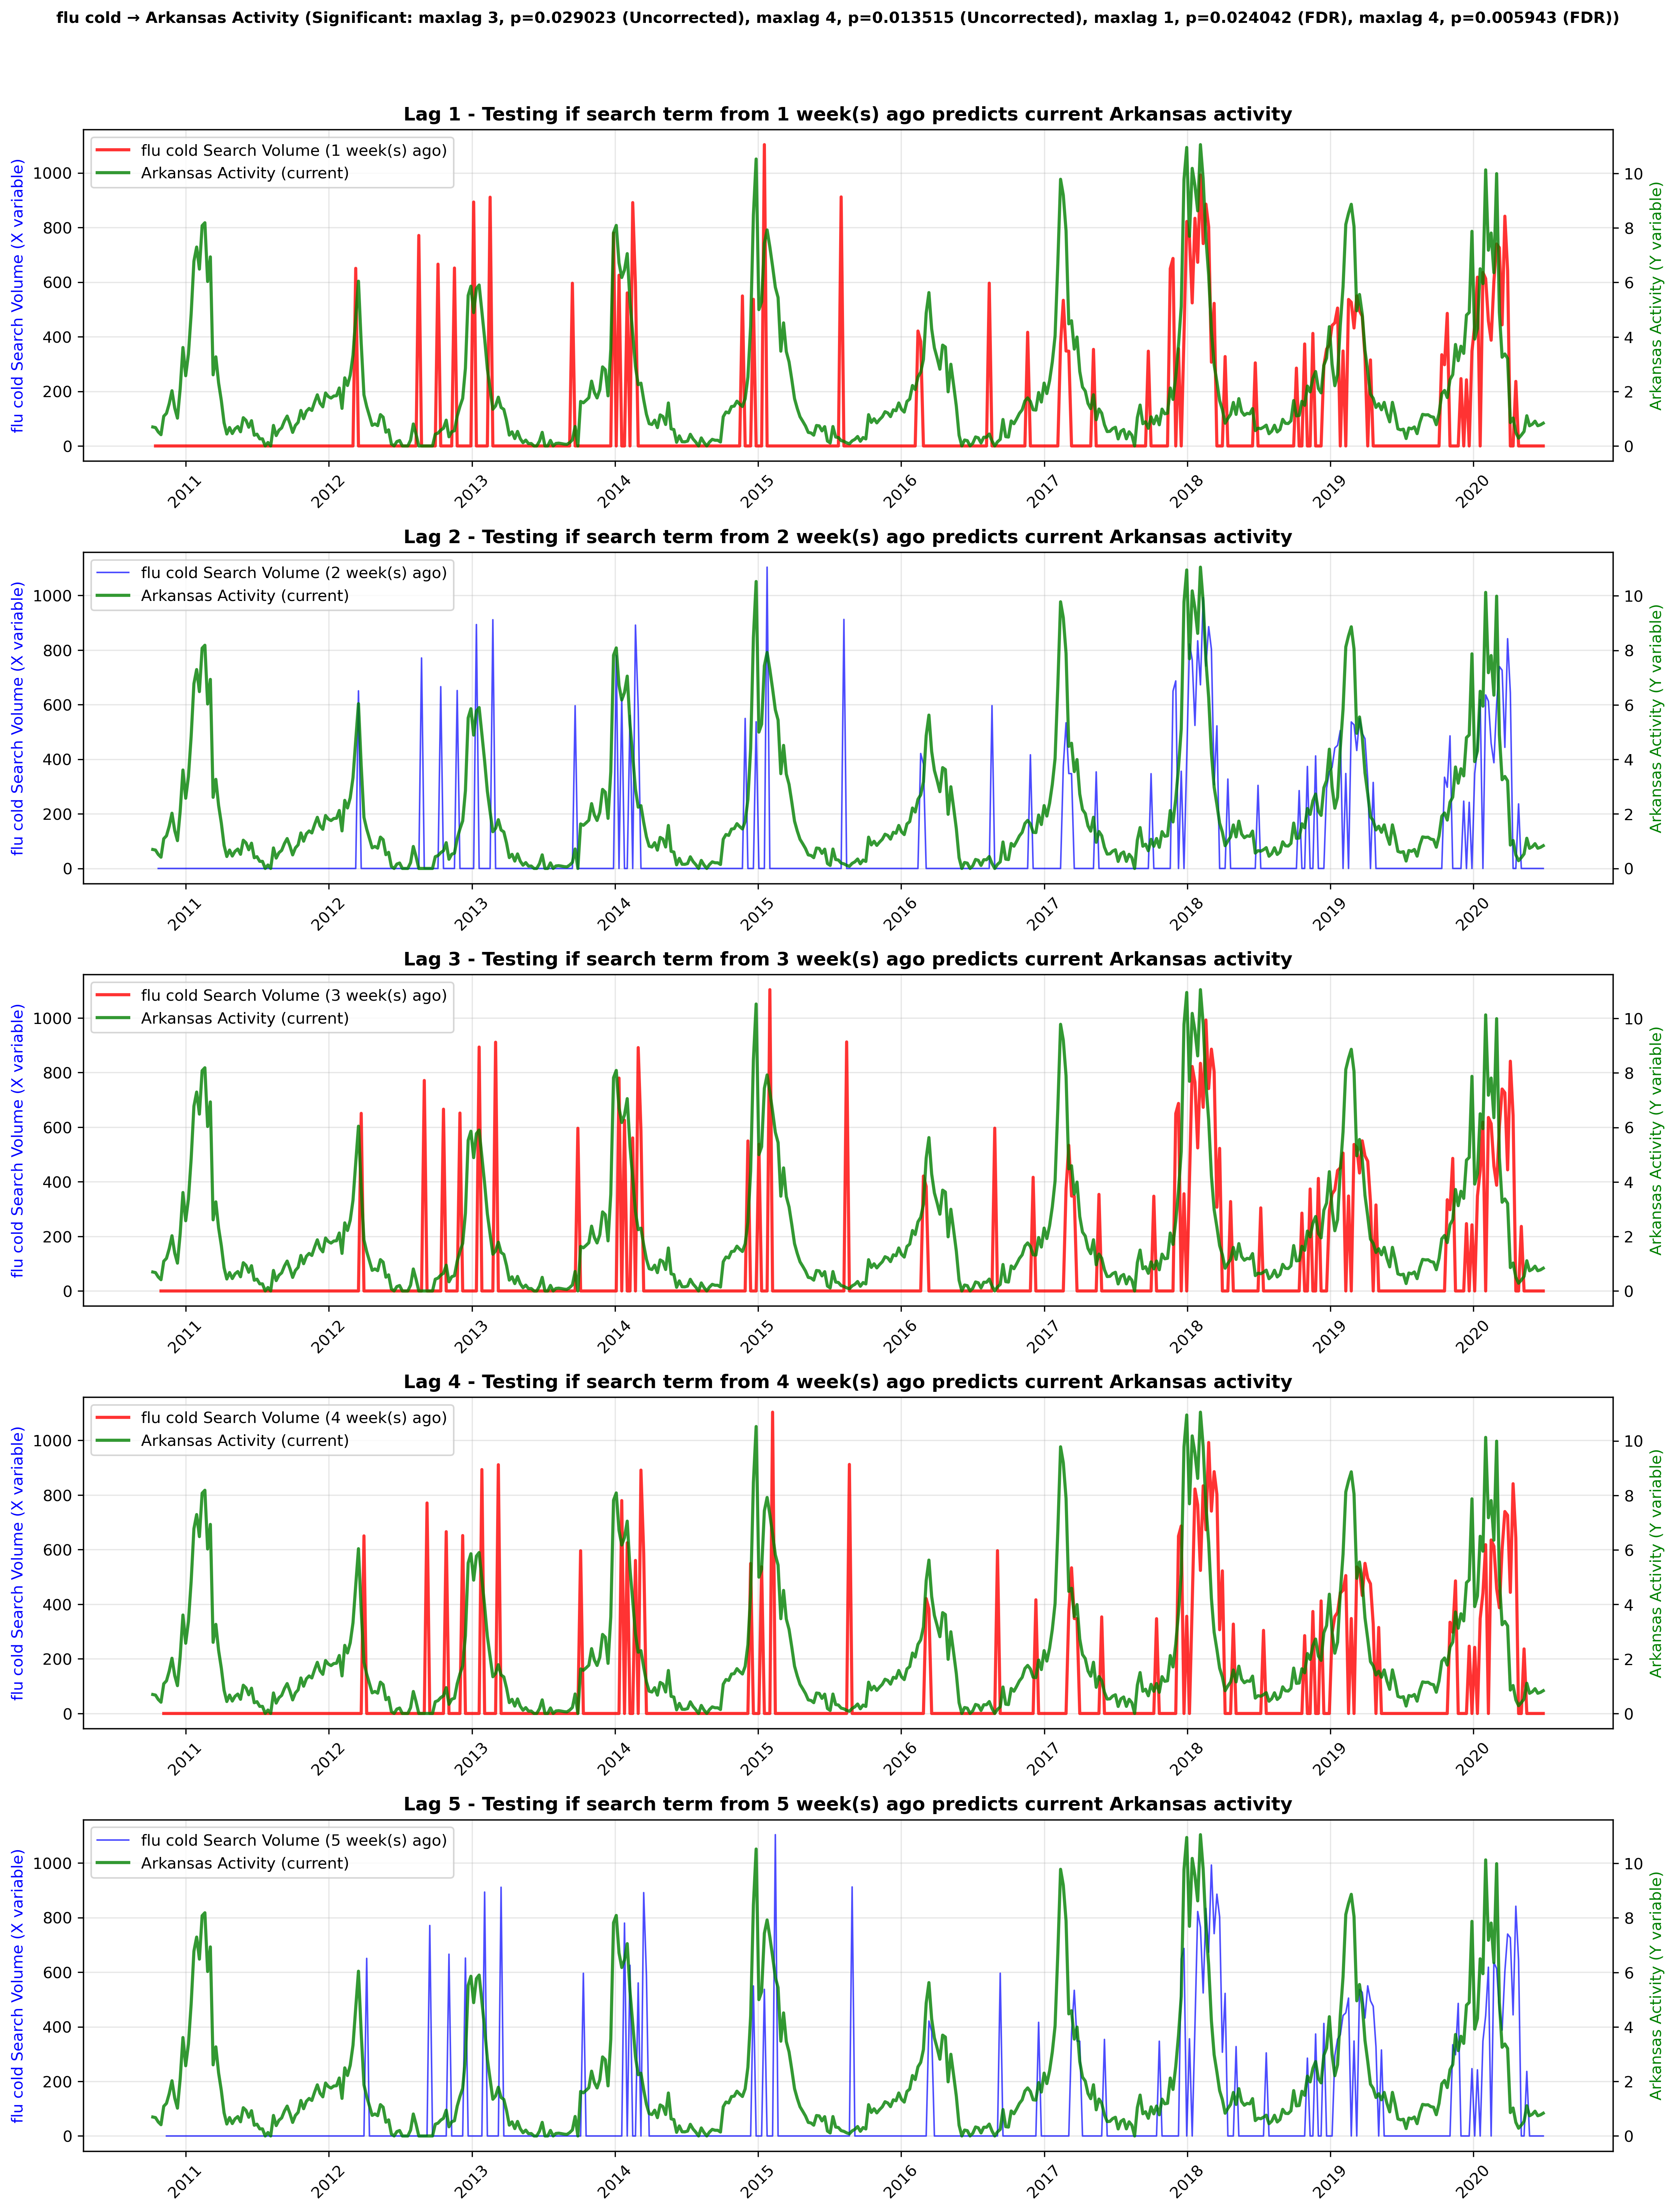 flu cold → Arkansas Activity (Significant: maxlag 3, p=0.029023 (Uncorrected), maxlag 4, p=0.013515 (Uncorrected), maxlag 1, p=0.024042 (FDR), maxlag 4, p=0.005943 (FDR))
Lag 1 - Testing if search term from 1 week(s) ago predicts current Arkansas activity
flu cold Search Volume (1 week(s) ago)
Arkansas Activity (current)
flu cold Search Volume (X variable)
1000
800
600
400
200
0
10
8
6
4
2
0
Arkansas Activity (Y variable)
2011 2012 2013 2014 2015 2016 2017 2018 2019 2020
Lag 2 - Testing if search term from 2 week(s) ago predicts current Arkansas activity
flu cold Search Volume (2 week(s) ago)
Arkansas Activity (current)
flu cold Search Volume (X variable)
1000
800
600
400
200
0
10
8
6
4
2
0
Arkansas Activity (Y variable)
2011 2012 2013 2014 2015 2016 2017 2018 2019 2020
Lag 3 - Testing if search term from 3 week(s) ago predicts current Arkansas activity
flu cold Search Volume (3 week(s) ago)
Arkansas Activity (current)
flu cold Search Volume (X variable)
1000
800
600
400
200
0
10
8
6
4
2
0
Arkansas Activity (Y variable)
2011 2012 2013 2014 2015 2016 2017 2018 2019 2020
Lag 4 - Testing if search term from 4 week(s) ago predicts current Arkansas activity
flu cold Search Volume (4 week(s) ago)
Arkansas Activity (current)
flu cold Search Volume (X variable)
1000
800
600
400
200
0
10
8
6
4
2
0
Arkansas Activity (Y variable)
2011 2012 2013 2014 2015 2016 2017 2018 2019 2020
Lag 5 - Testing if search term from 5 week(s) ago predicts current Arkansas activity
flu cold Search Volume (5 week(s) ago)
Arkansas Activity (current)
flu cold Search Volume (X variable)
1000
800
600
400
200
0
10
8
6
4
2
0
Arkansas Activity (Y variable)
2011 2012 2013 2014 2015 2016 2017 2018 2019 2020